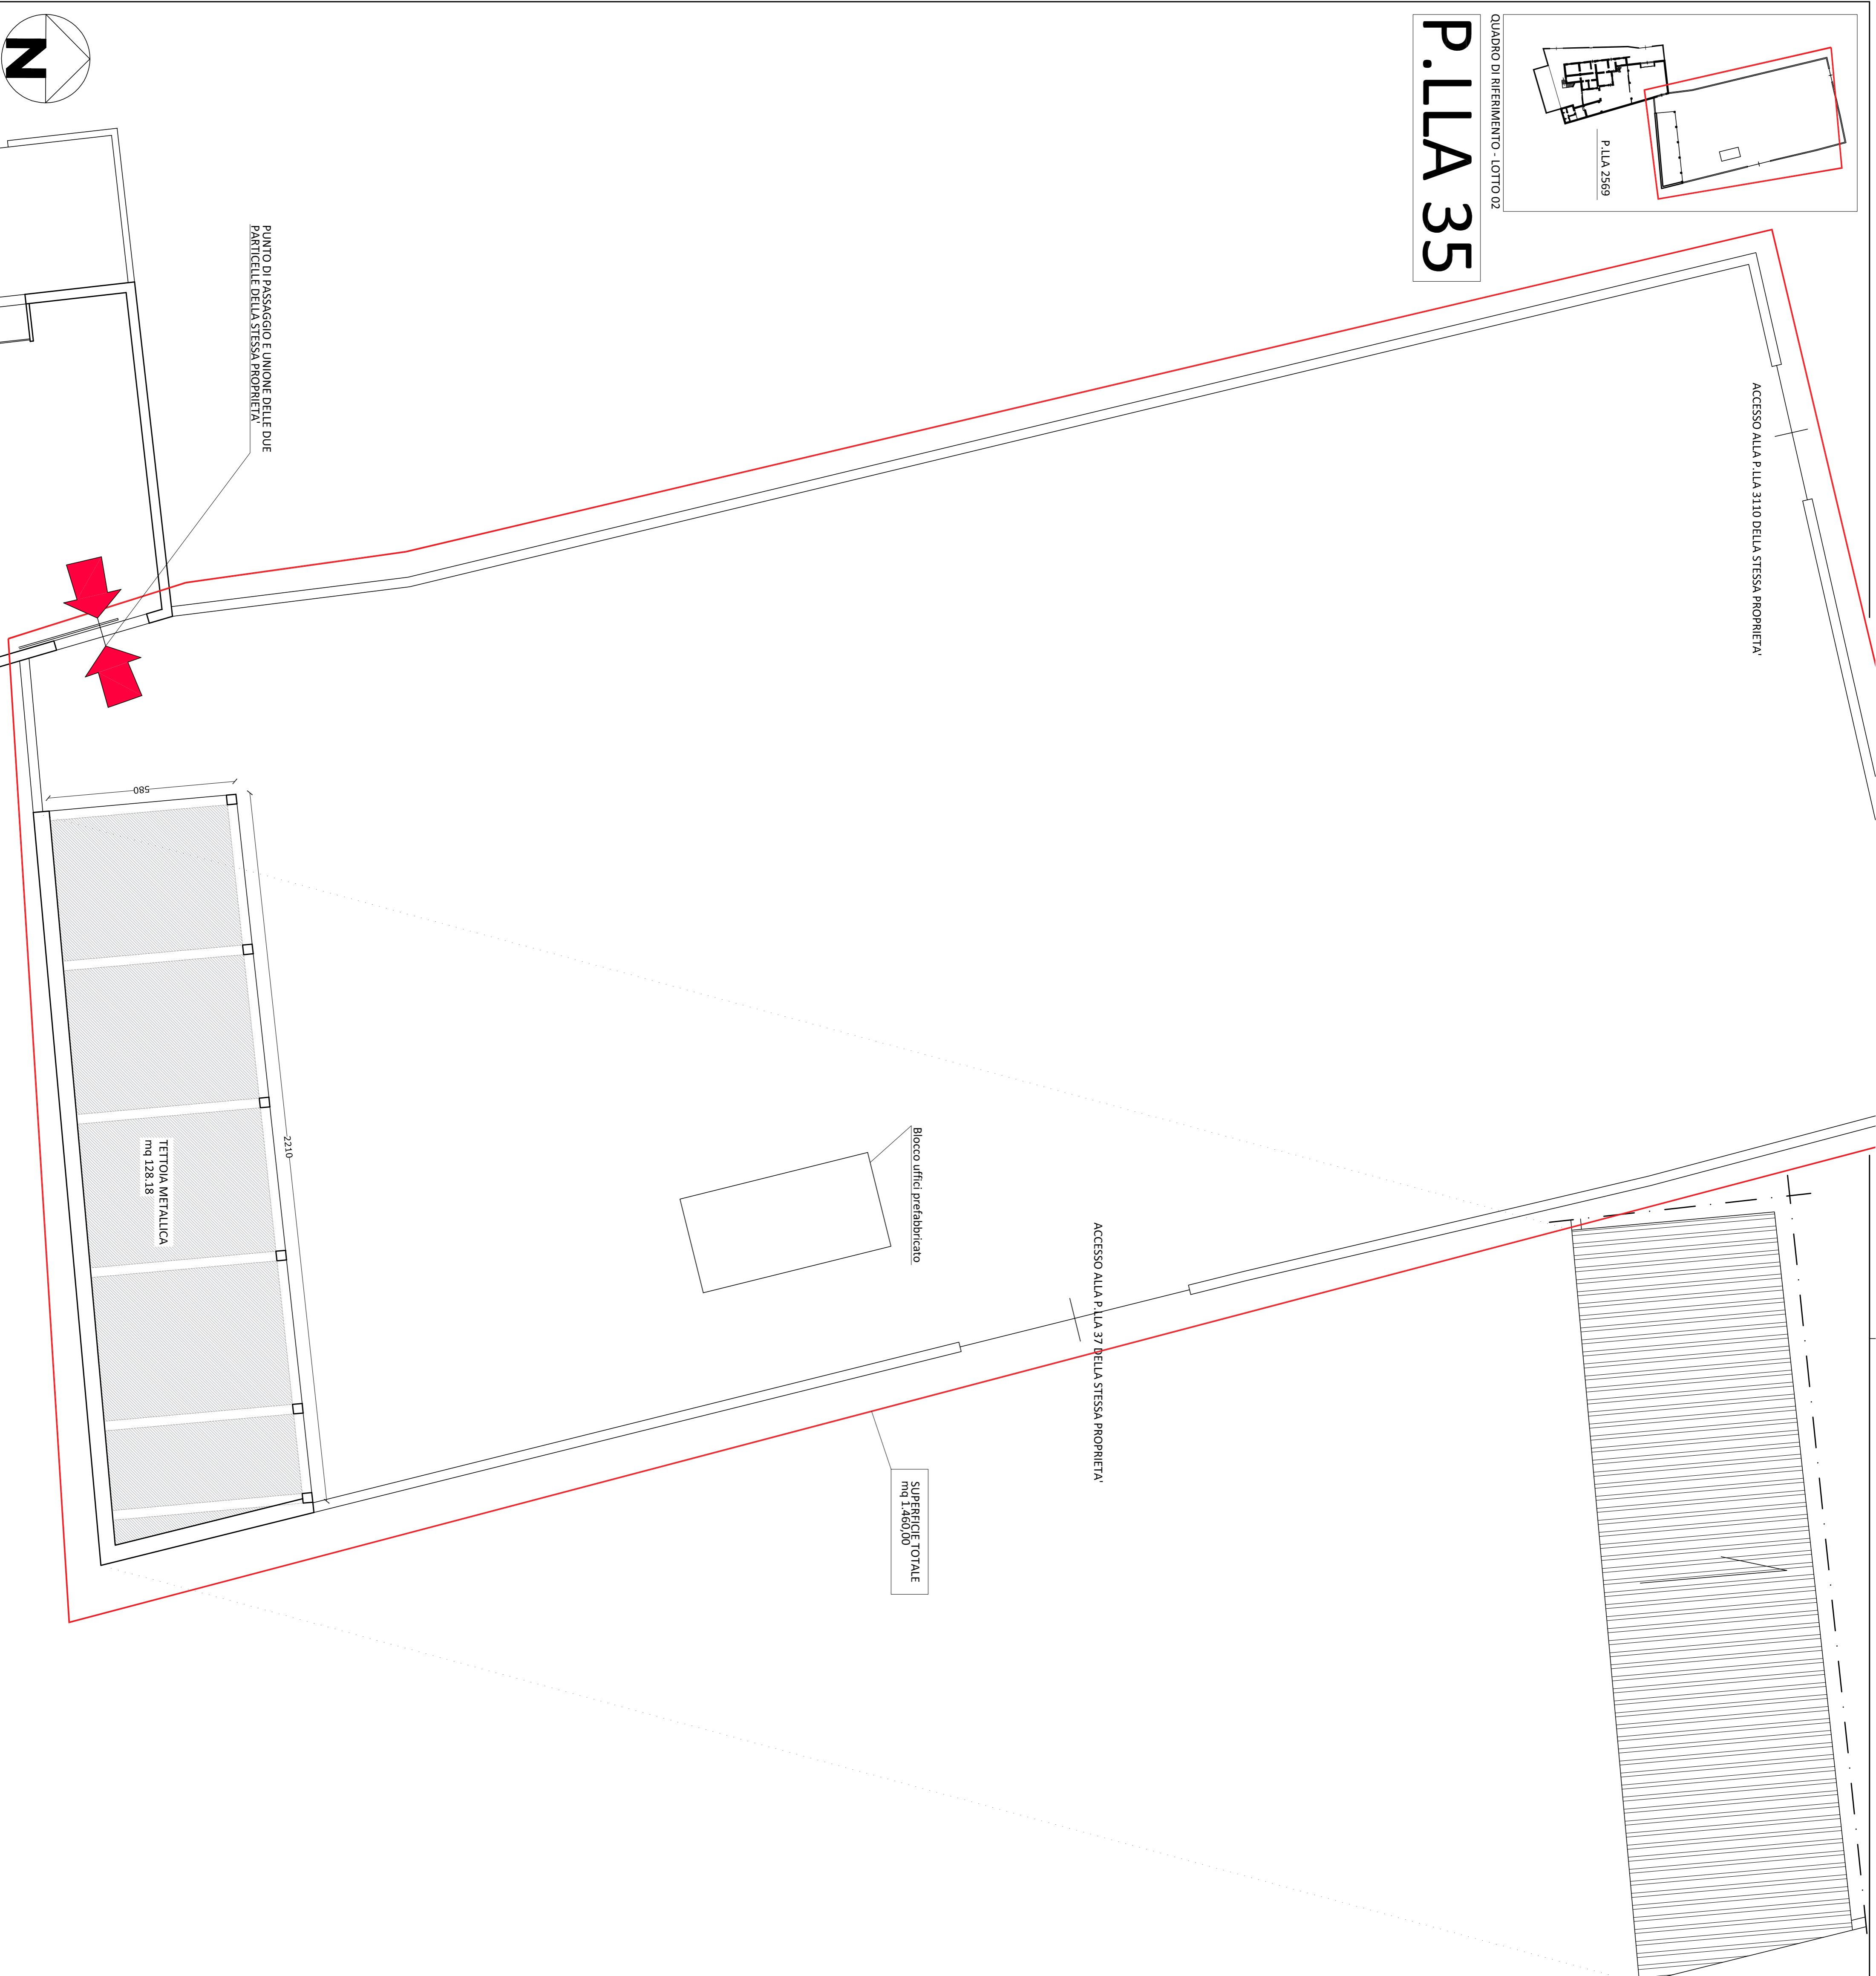 QUADRO DI RIFERIMENTO - LOTTO 02
P.LLA 2569
P.LLA 35
N
ACCESSO ALLA P.LLA 3110 DELLA STESSA PROPRIETA'
PUNTO DI PASSAGGIO E UNIONE DELLE DUE
PARTICELLE DELLA STESSA PROPRIETA'
580
2210
TETTOIA METALLICA
mq 128.18
Blocco uffici prefabbricato
ACCESSO ALLA P.LLA 37 DELLA STESSA PROPRIETA'
SUPERFICIE TOTALE
mq 1.460,00